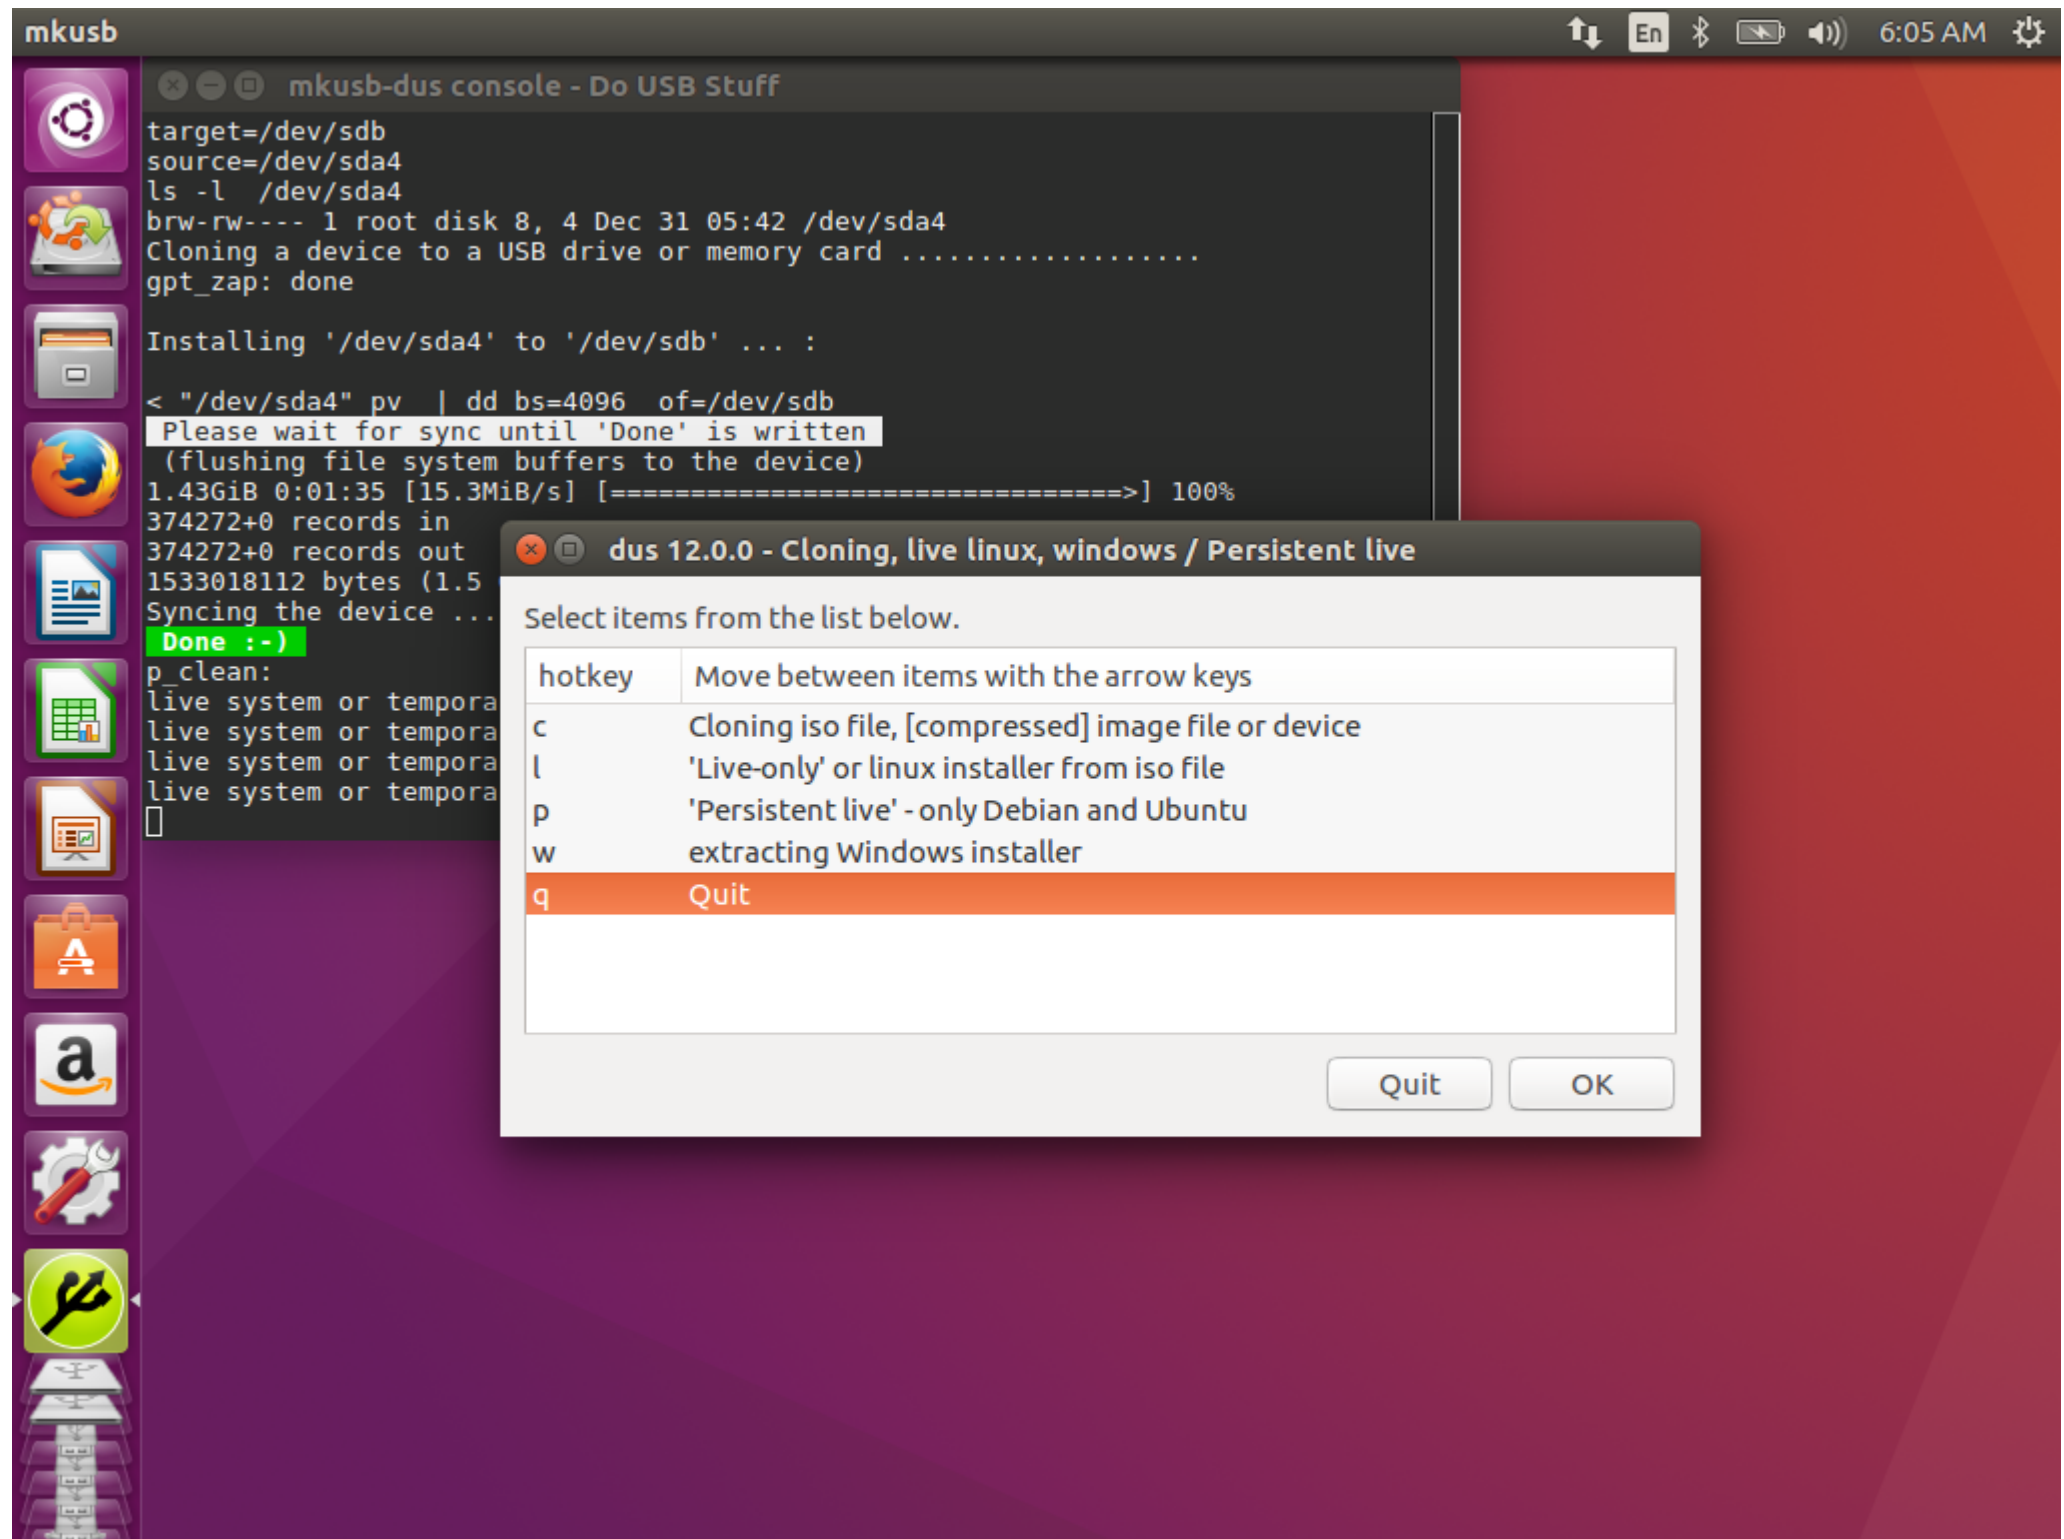 mkusb
En
6:05 AM
mkusb-dus console - Do USB Stuff
target=/dev/sdb
source=/dev/sda4
ls -l  /dev/sda4
brw-rw---- 1 root disk 8, 4 Dec 31 05:42 /dev/sda4
Cloning a device to a USB drive or memory card ...................
gpt_zap: done
Installing '/dev/sda4' to '/dev/sdb' ... :
< "/dev/sda4" pv  | dd bs=4096  of=/dev/sdb
Please wait for sync until 'Done' is written
(flushing file system buffers to the device)
1.43GiB 0:01:35 [15.3MiB/s] [================================>] 100%
374272+0 records in
374272+0 records out
1533018112 bytes (1.5
Syncing the device ...
Done :-)
p_clean:
live system or tempora
live system or tempora
live system or tempora
live system or tempora
dus 12.0.0 - Cloning, live linux, windows / Persistent live
Select items from the list below.
hotkey Move between items with the arrow keys
c Cloning iso file, [compressed] image file or device
l 'Live-only' or linux installer from iso file
p 'Persistent live' - only Debian and Ubuntu
w extracting Windows installer
q Quit
Quit OK
A
a